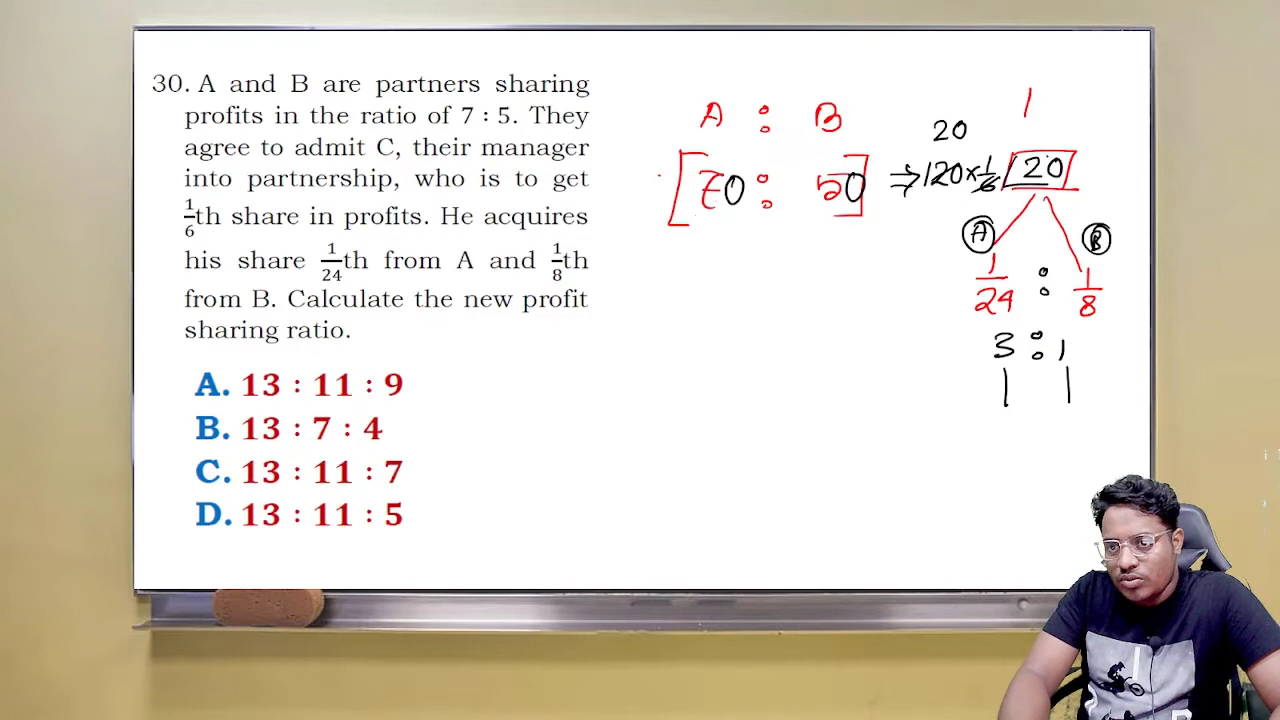 30. A and B are partners sharing
profits in the ratio of 7 : 5. They
agree to admit C, their manager
into partnership, who is to get
1/6th share in profits. He acquires
his share 1/24th from A and 1/8th
from B. Calculate the new profit
sharing ratio.
A. 13 : 11 : 9
B. 13 : 7 : 4
C. 13 : 11 : 7
D. 13 : 11 : 5
A : B
70 : 50
20
⇒ 120 × 1/6
1
120
A B
1/24 : 1/8
3 : 1